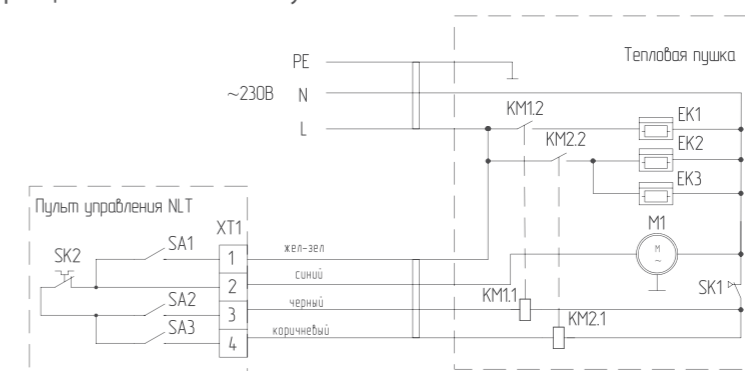 Тепловая пушка
PE
~230В N
L
KM1.2
EK1
KM2.2
EK2
EK3
M1
M
~
SK1
KM1.1
KM2.1
Пульт управления NLT
XT1
SK2
SA1
1
жел-зел
2
синий
SA2
3
черный
SA3
4
коричневый